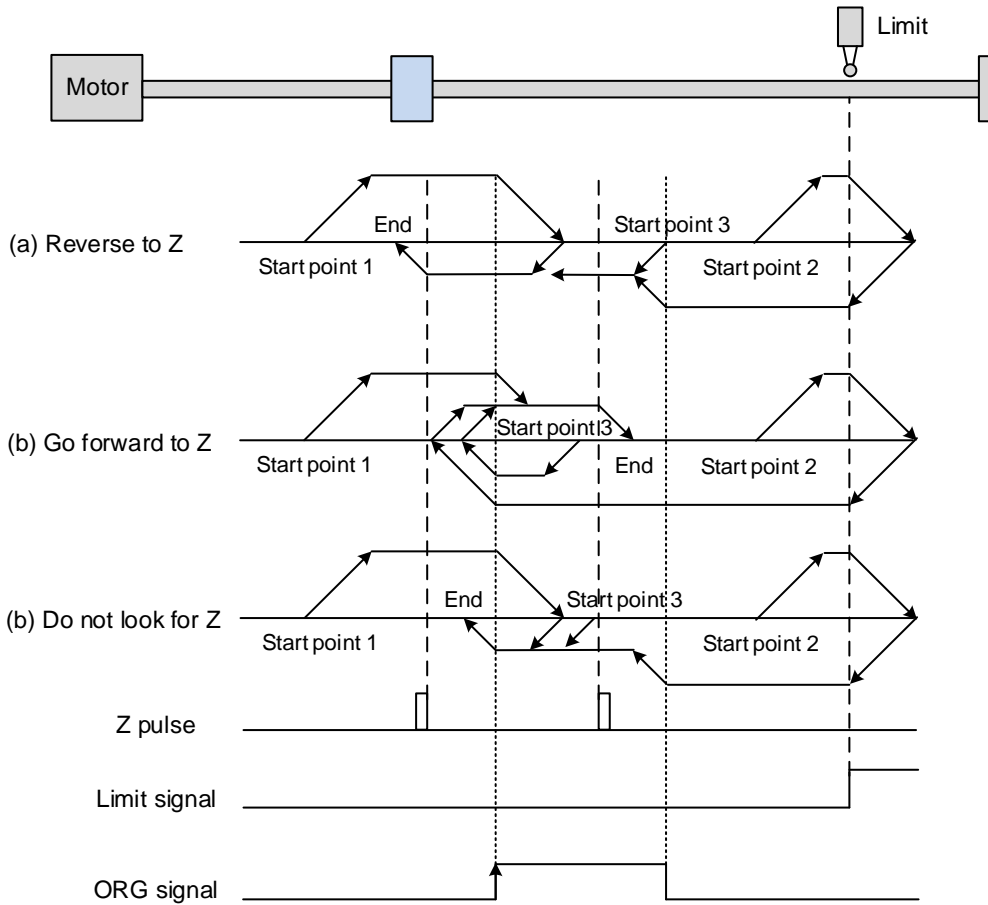 Limit
Motor
Start point 3
End
(a) Reverse to Z
Start point 1
Start point 2
Start point 3
(b) Go forward to Z
Start point 1
End
Start point 2
End
Start point 3
(b) Do not look for Z
Start point 1
Start point 2
Z pulse
Limit signal
ORG signal